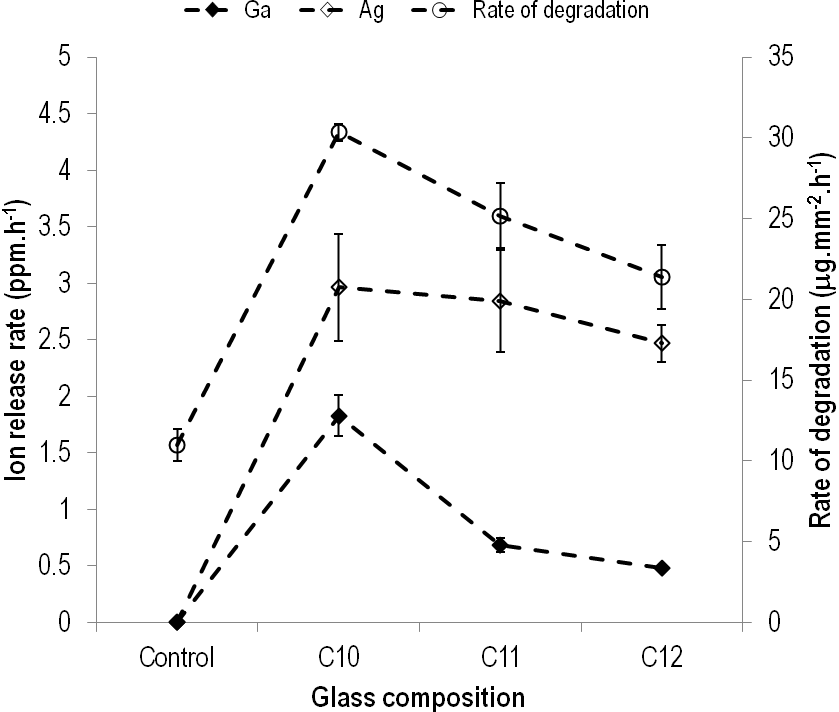 Ga Ag Rate of degradation
5 35
4.5
30
4
3.5 25
3 20
2.5
15
2
1.5 10
1
5
0.5
0 0
Control C10 C11 C12
Glass composition
Ion release rate (ppm.h-1)
Rate of degradation (μg.mm-2.h-1)